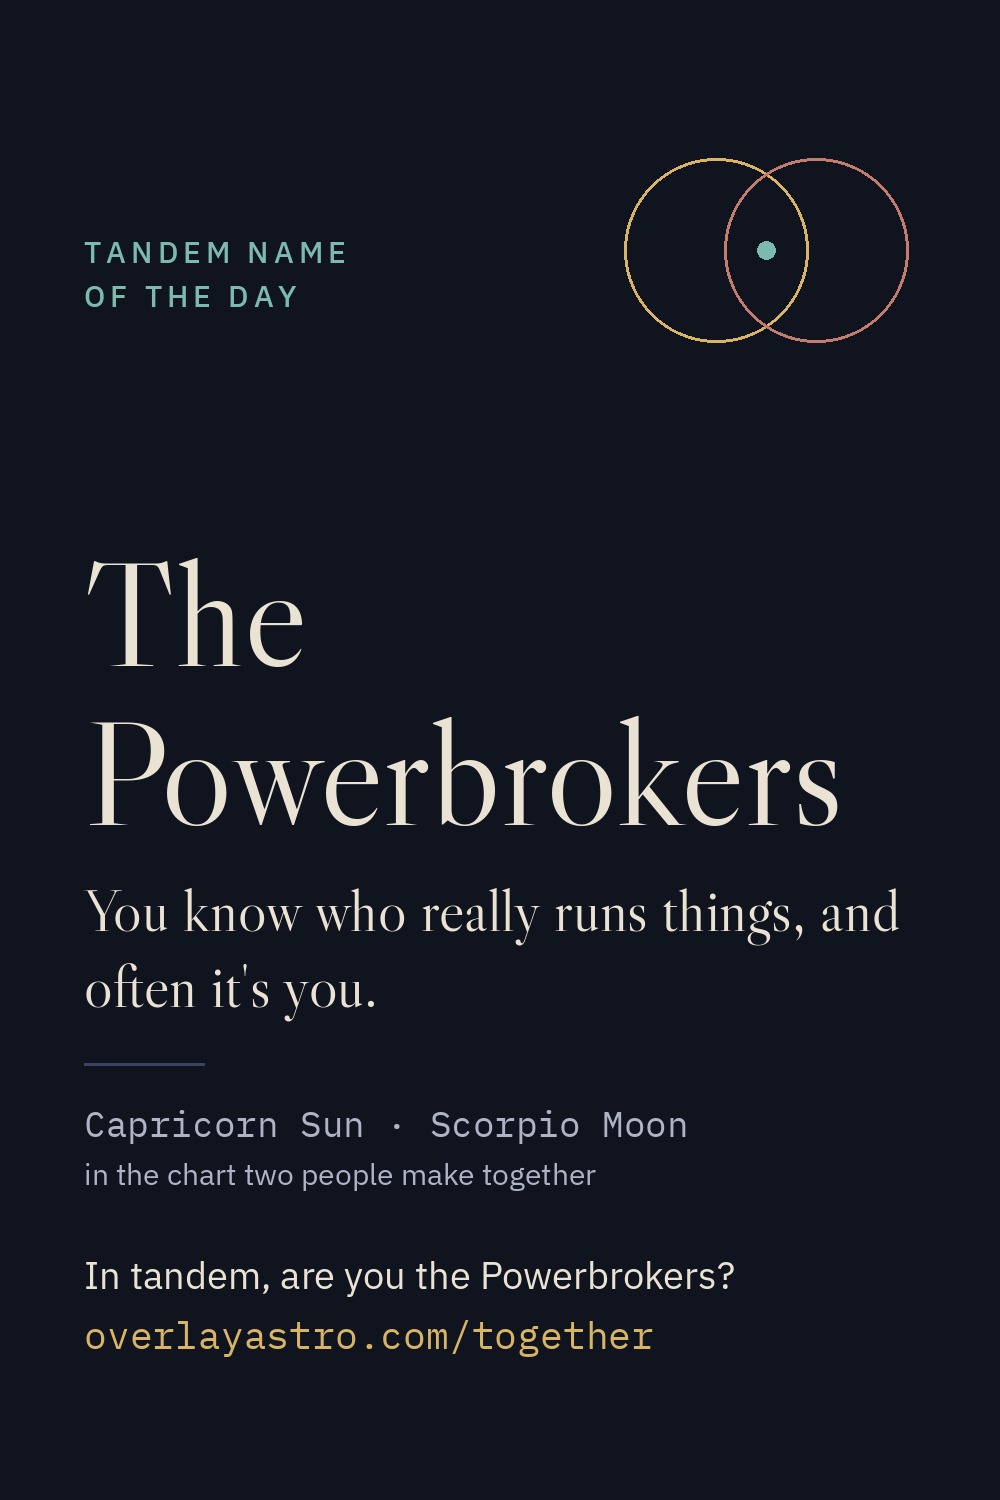 TANDEM NAME
OF THE DAY
The
Powerbrokers
You know who really runs things, and
often it's you.
Capricorn Sun · Scorpio Moon
in the chart two people make together
In tandem, are you the Powerbrokers?
overlayastro.com/together